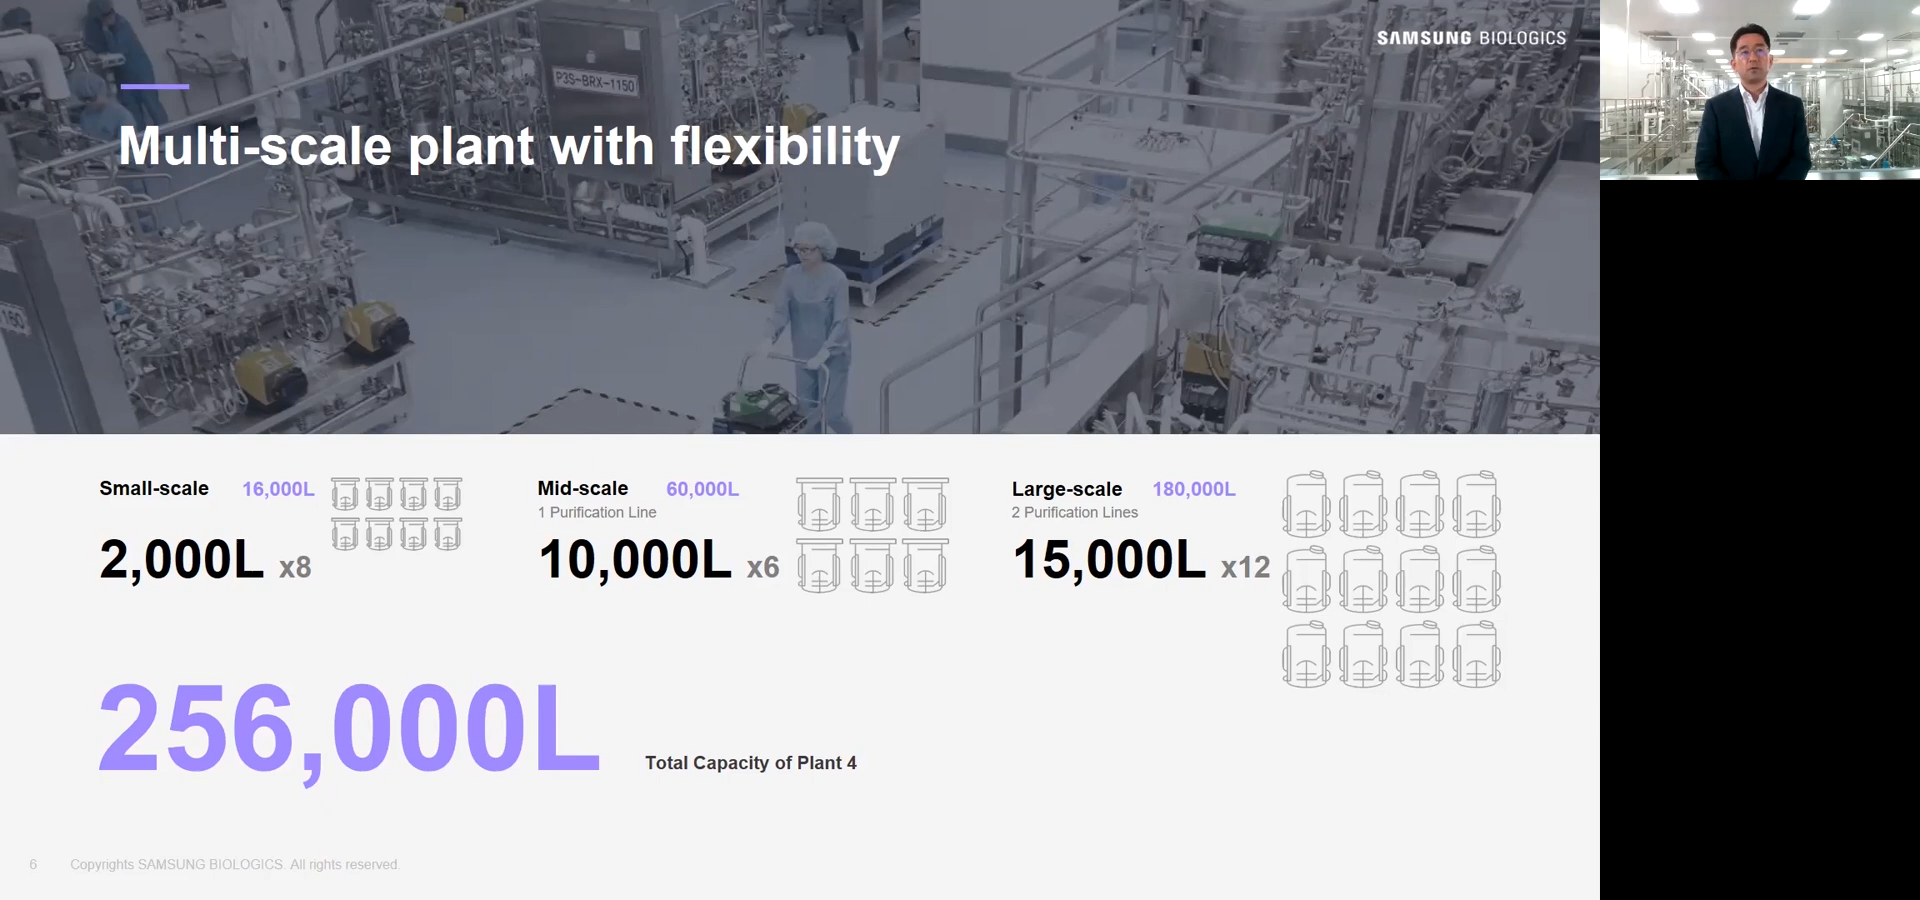 SAMSUNG BIOLOGICS
P3S-BRX-1150
Multi-scale plant with flexibility
160
Small-scale 16,000L
2,000L x8
Mid-scale 60,000L
1 Purification Line
10,000L x6
Large-scale 180,000L
2 Purification Lines
15,000L x12
256,000L Total Capacity of Plant 4
6 Copyrights SAMSUNG BIOLOGICS. All rights reserved.